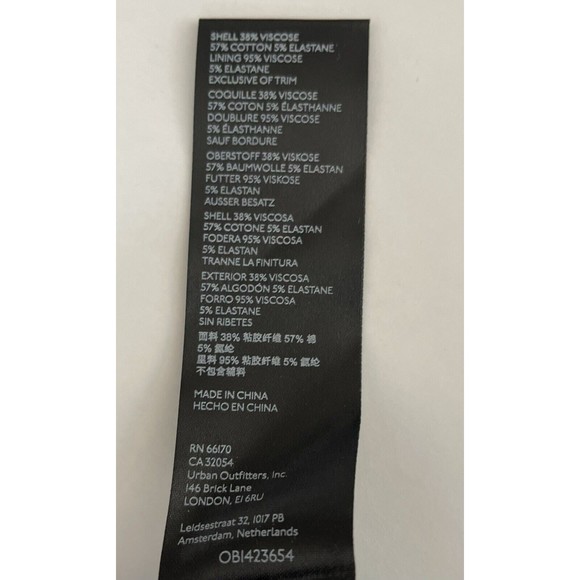 SHELL 38% VISCOSE
57% COTTON 5% ELASTANE
LINING 95% VISCOSE
5% ELASTANE
EXCLUSIVE OF TRIM
COQUILLE 38% VISCOSE
57% COTON 5% ÉLASTHANNE
DOUBLURE 95% VISCOSE
5% ÉLASTHANNE
SAUF BORDURE
OBERSTOFF 38% VISKOSE
57% BAUMWOLLE 5% ELASTAN
FUTTER 95% VISKOSE
5% ELASTAN
AUSSER BESATZ
SHELL 38% VISCOSA
57% COTONE 5% ELASTAN
FODERA 95% VISCOSA
5% ELASTAN
TRANNE LA FINITURA
EXTERIOR 38% VISCOSA
57% ALGODÓN 5% ELASTANE
FORRO 95% VISCOSA
5% ELASTANE
SIN RIBETES
面料 38% 粘胶纤维 57% 棉
5% 氨纶
里料 95% 粘胶纤维 5% 氨纶
不包含辅料
MADE IN CHINA
HECHO EN CHINA
RN 66170
CA 32054
Urban Outfitters, Inc.
146 Brick Lane
LONDON, E1 6RU
Leidsestraat 32, 1017 PB
Amsterdam, Netherlands
OB1423654